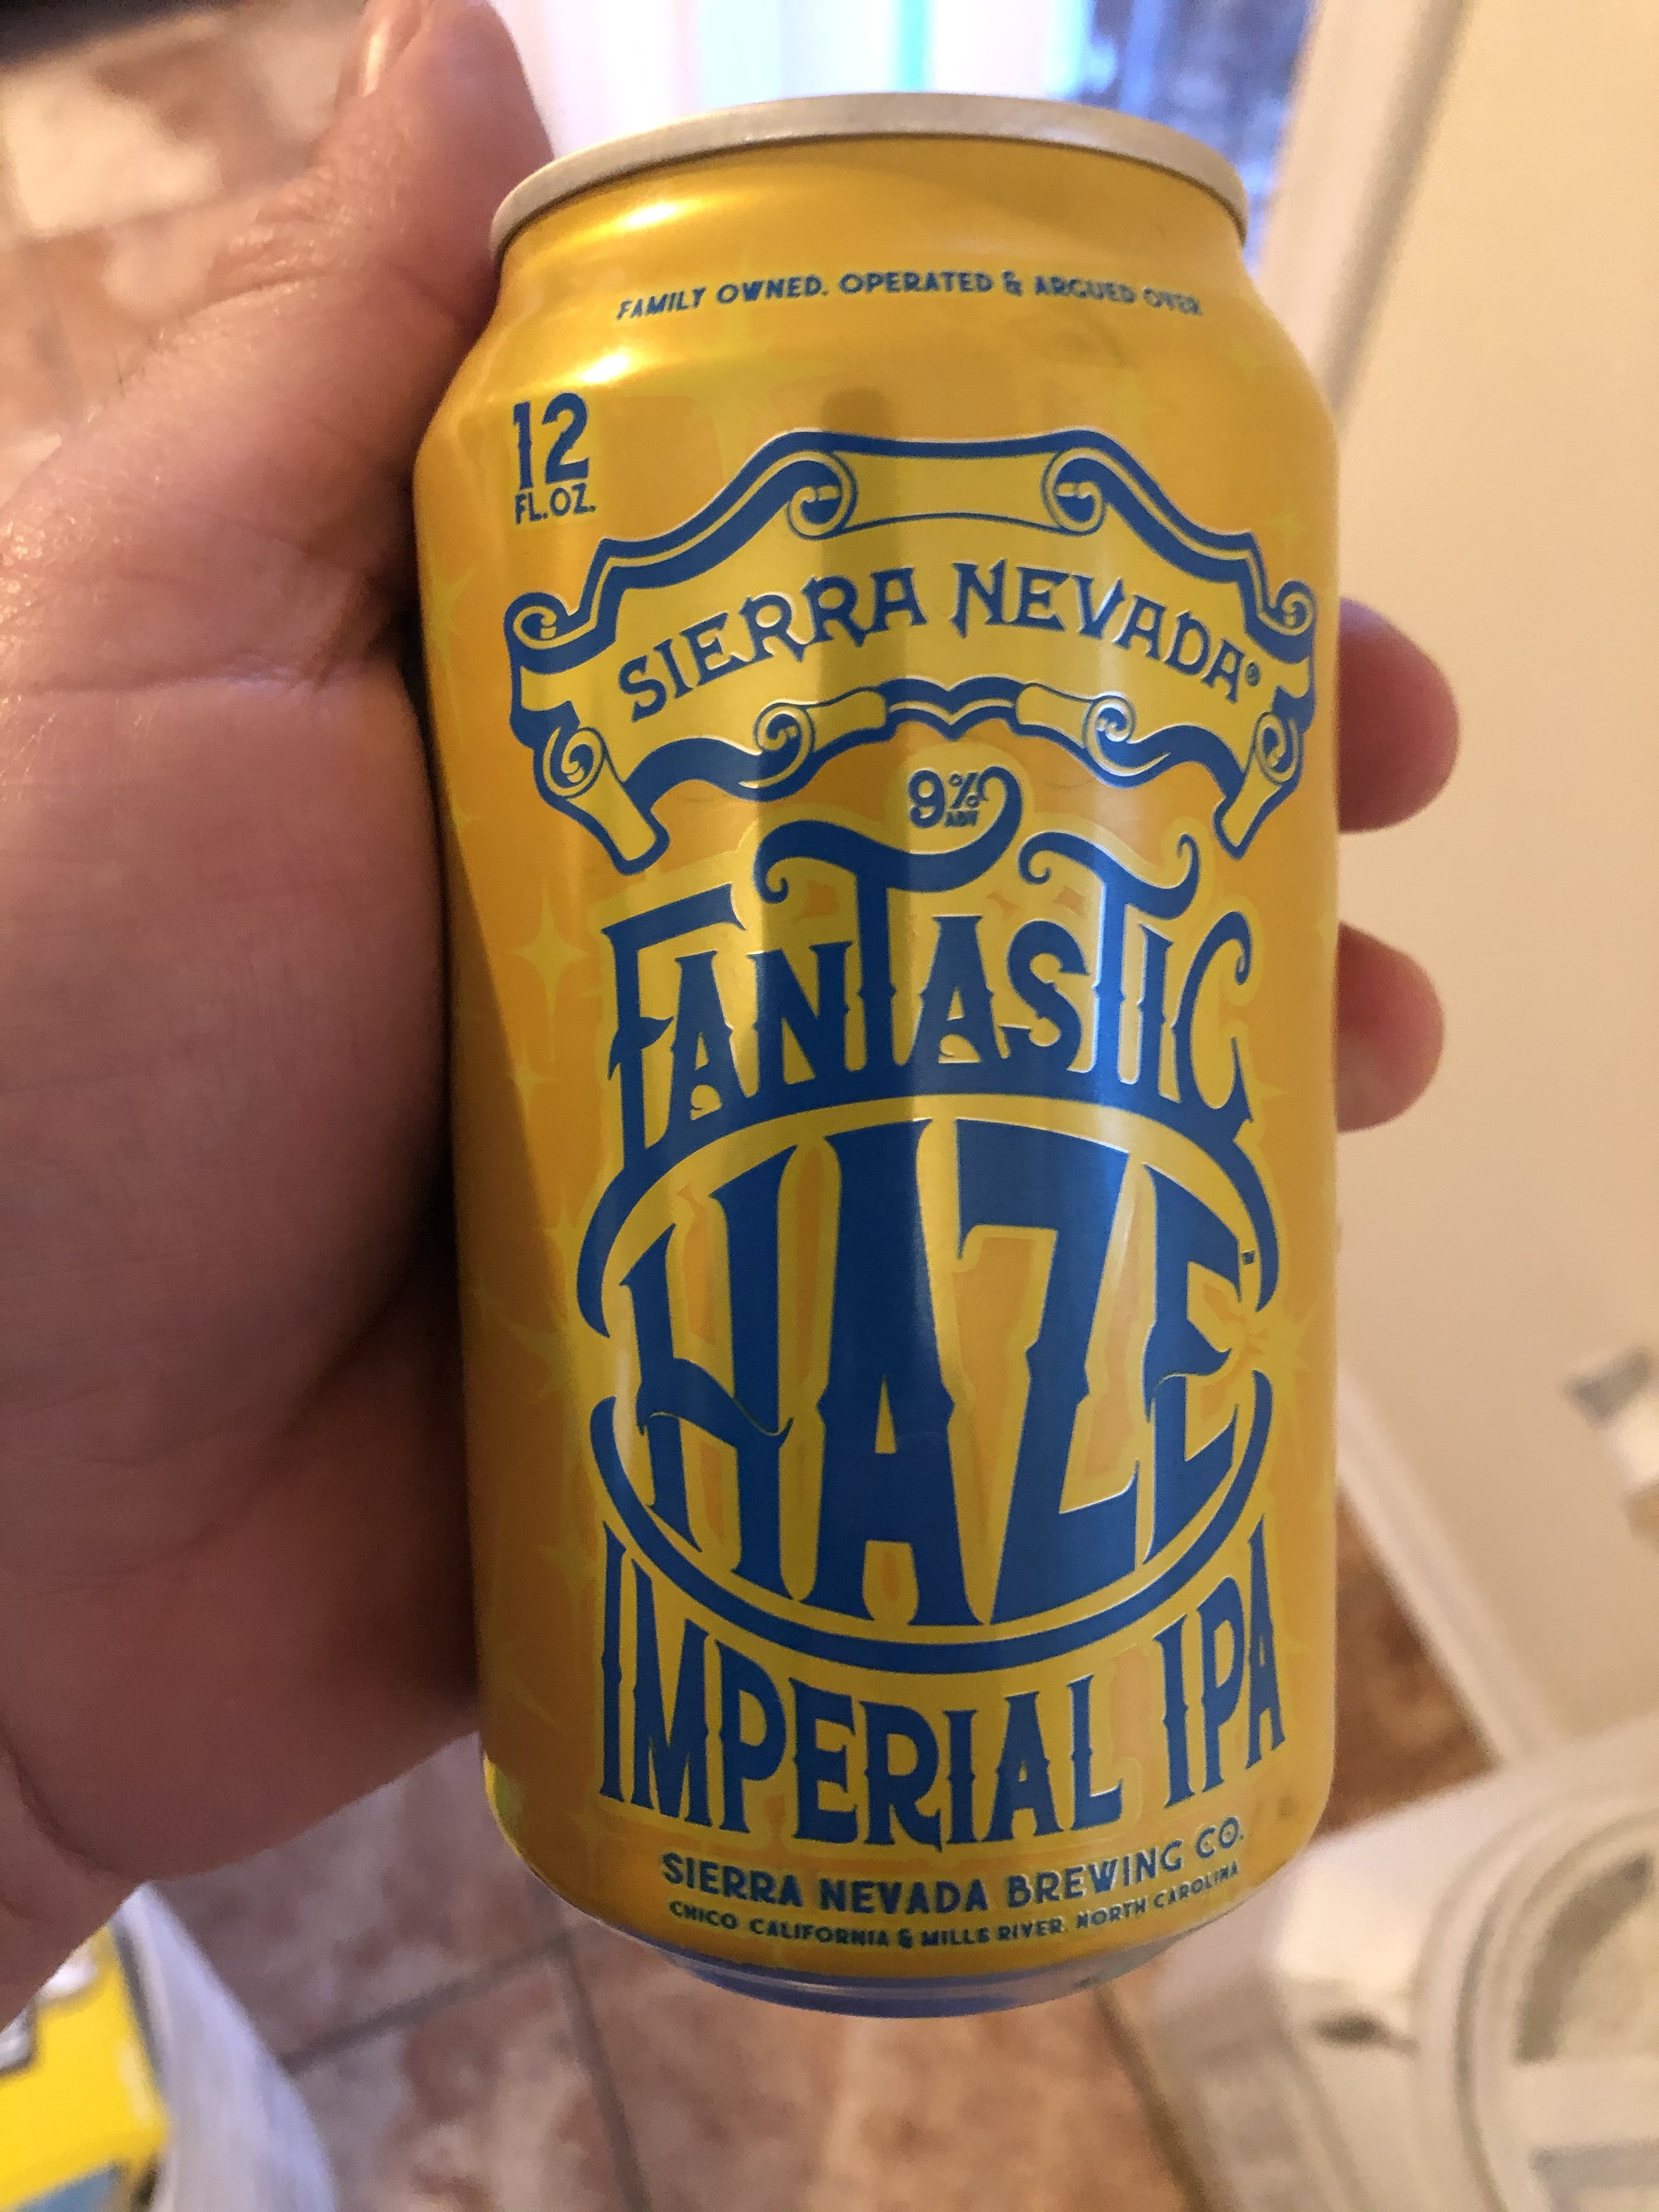 FAMILY OWNED, OPERATED & ARGUED OVER
12
FL.OZ.
SIERRA NEVADA®
9%
ABV
FANTASTIC
HAZE™
IMPERIAL IPA
SIERRA NEVADA BREWING CO.
CHICO, CALIFORNIA & MILLS RIVER, NORTH CAROLINA